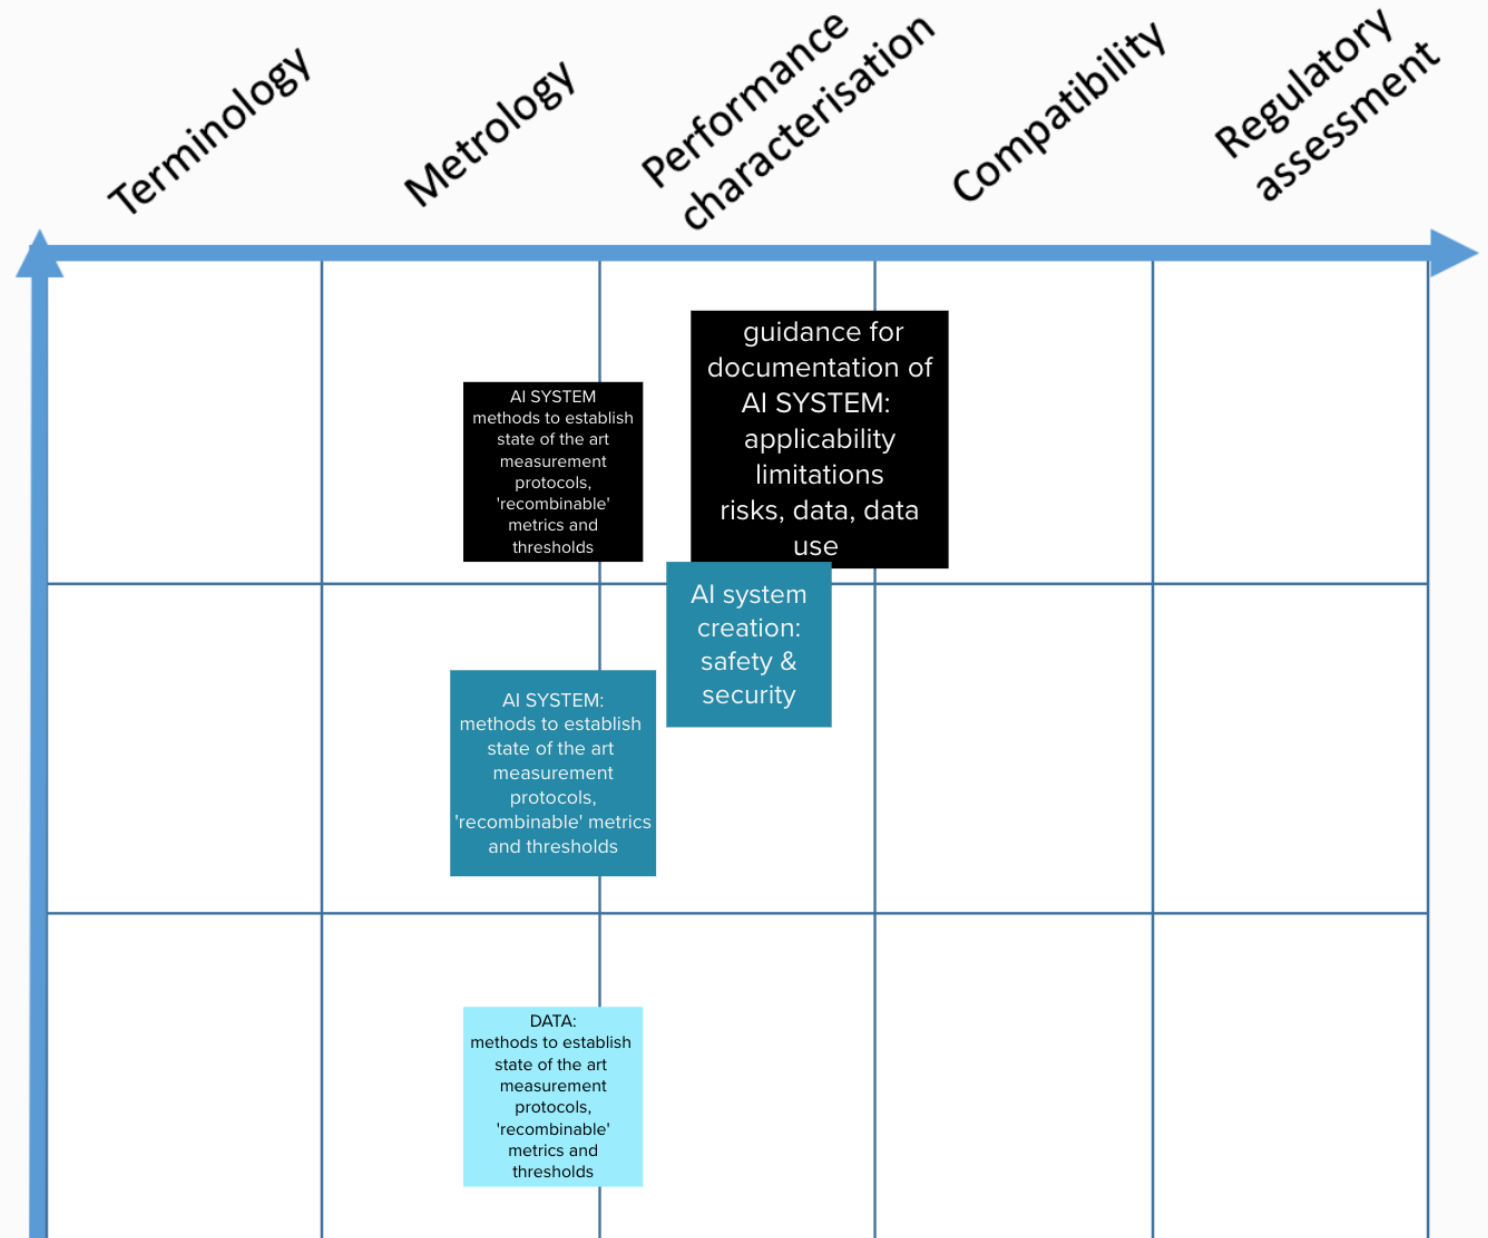 Terminology
Metrology
Performance
characterisation
Compatibility
Regulatory
assessment
guidance for
documentation of
AI SYSTEM:
applicability
limitations
risks, data, data
use
AI SYSTEM
methods to establish
state of the art
measurement
protocols,
'recombinable'
metrics and
thresholds
AI system
creation:
safety &
security
AI SYSTEM:
methods to establish
state of the art
measurement
protocols,
'recombinable' metrics
and thresholds
DATA:
methods to establish
state of the art
measurement
protocols,
'recombinable'
metrics and
thresholds